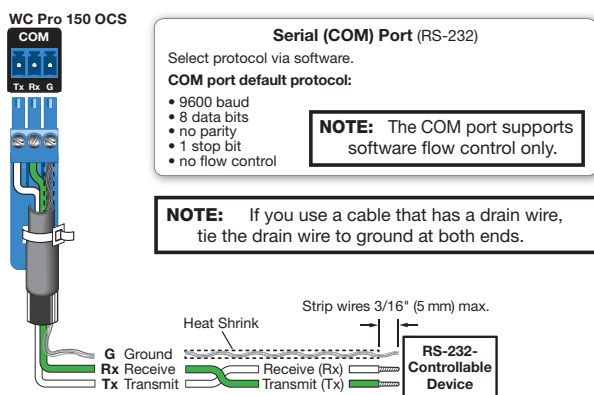 WC Pro 150 OCS
COM
Tx Rx G
Serial (COM) Port (RS-232)
Select protocol via software.
COM port default protocol:
• 9600 baud
• 8 data bits
• no parity
• 1 stop bit
• no flow control
NOTE: The COM port supports
software flow control only.
NOTE: If you use a cable that has a drain wire,
tie the drain wire to ground at both ends.
Strip wires 3/16" (5 mm) max.
Heat Shrink
G Ground
Rx Receive
Tx Transmit
Receive (Rx)
Transmit (Tx)
RS-232-
Controllable
Device